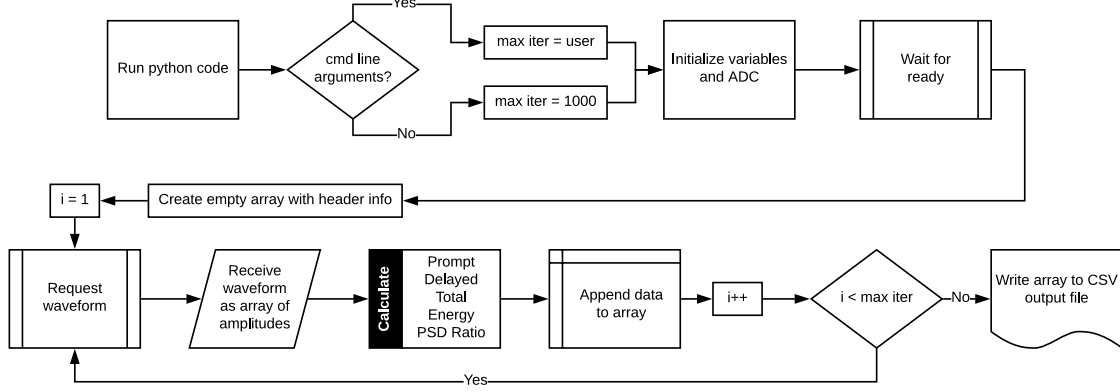 Yes
Run python code
cmd line
arguments?
max iter = user
max iter = 1000
No
Initialize variables
and ADC
Wait for
ready
i = 1
Create empty array with header info
Request
waveform
Receive
waveform
as array of
amplitudes
Calculate
Prompt
Delayed
Total
Energy
PSD Ratio
Append data
to array
i++
i < max iter
No
Write array to CSV
output file
Yes